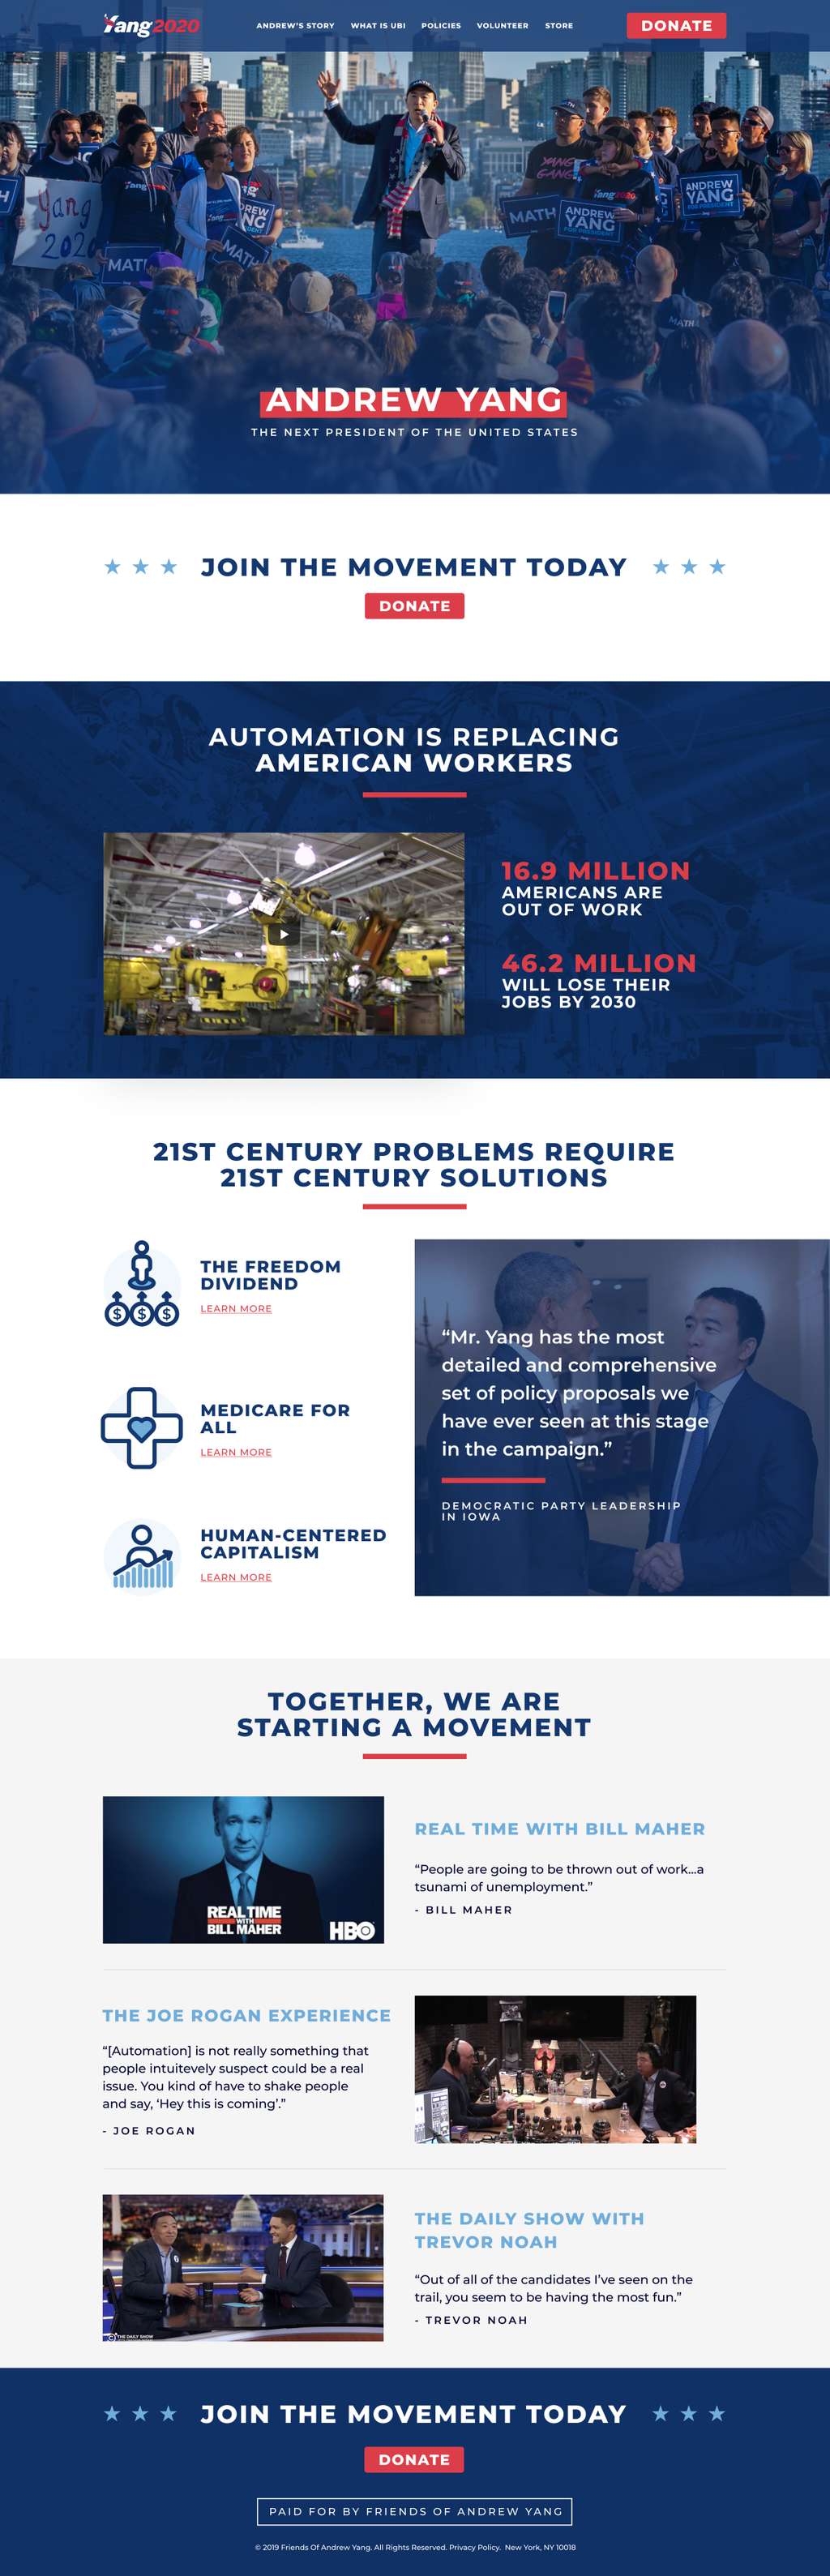 Yang2020
ANDREW'S STORY
WHAT IS UBI
POLICIES
VOLUNTEER
STORE
DONATE
Yang
2020
MATH
MATH
MATH
YANG
GANG
Yang2020
ANDREW
YANG
FOR PRESIDENT
ANDREW
YANG
MATH
ANDREW YANG
THE NEXT PRESIDENT OF THE UNITED STATES
JOIN THE MOVEMENT TODAY
DONATE
AUTOMATION IS REPLACING
AMERICAN WORKERS
16.9 MILLION
AMERICANS ARE
OUT OF WORK
46.2 MILLION
WILL LOSE THEIR
JOBS BY 2030
21ST CENTURY PROBLEMS REQUIRE
21ST CENTURY SOLUTIONS
THE FREEDOM
DIVIDEND
LEARN MORE
MEDICARE FOR
ALL
LEARN MORE
HUMAN-CENTERED
CAPITALISM
LEARN MORE
“Mr. Yang has the most
detailed and comprehensive
set of policy proposals we
have ever seen at this stage
in the campaign.”
DEMOCRATIC PARTY LEADERSHIP
IN IOWA
TOGETHER, WE ARE
STARTING A MOVEMENT
REAL TIME
WITH
BILL MAHER
HBO
REAL TIME WITH BILL MAHER
“People are going to be thrown out of work...a
tsunami of unemployment.”
- BILL MAHER
THE JOE ROGAN EXPERIENCE
“[Automation] is not really something that
people intuitevely suspect could be a real
issue. You kind of have to shake people
and say, ‘Hey this is coming’.”
- JOE ROGAN
THE DAILY SHOW
THE DAILY SHOW WITH
TREVOR NOAH
“Out of all of the candidates I’ve seen on the
trail, you seem to be having the most fun.”
- TREVOR NOAH
JOIN THE MOVEMENT TODAY
DONATE
PAID FOR BY FRIENDS OF ANDREW YANG
© 2019 Friends Of Andrew Yang. All Rights Reserved. Privacy Policy. New York, NY 10018